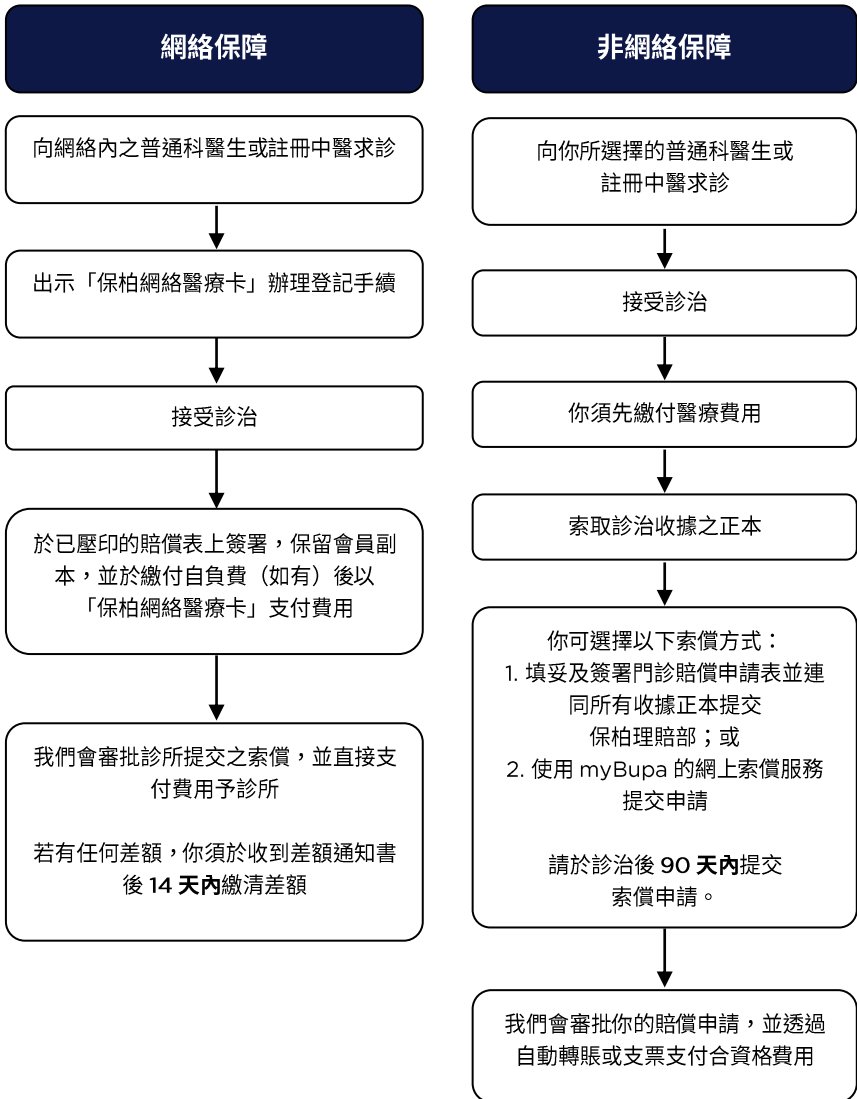 網絡保障
向網絡內之普通科醫生或註冊中醫求診
出示「保柏網絡醫療卡」辦理登記手續
接受診治
於已壓印的賠償表上簽署，保留會員副
本，並於繳付自負費（如有）後以
「保柏網絡醫療卡」支付費用
我們會審批診所提交之索償，並直接支
付費用予診所
若有任何差額，你須於收到差額通知書
後 14 天內繳清差額
非網絡保障
向你所選擇的普通科醫生或
註冊中醫求診
接受診治
你須先繳付醫療費用
索取診治收據之正本
你可選擇以下索償方式：
1. 填妥及簽署門診賠償申請表並連
同所有收據正本提交
保柏理賠部；或
2. 使用 myBupa 的網上索償服務
提交申請
請於診治後 90 天內提交
索償申請。
我們會審批你的賠償申請，並透過
自動轉賬或支票支付合資格費用